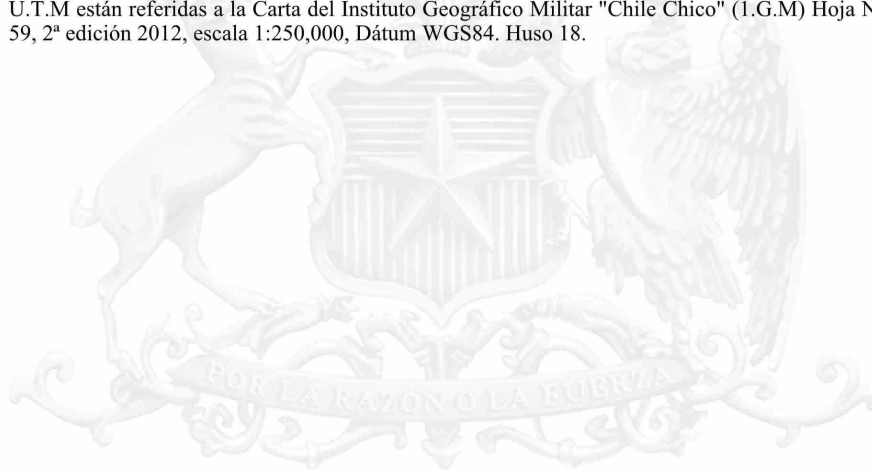 U.T.M están referidas a la Carta del Instituto Geográfico Militar "Chile Chico" (1.G.M) Hoja N
59, 2ª edición 2012, escala 1:250,000, Dátum WGS84. Huso 18.
POR LA RAZON O LA FUERZA